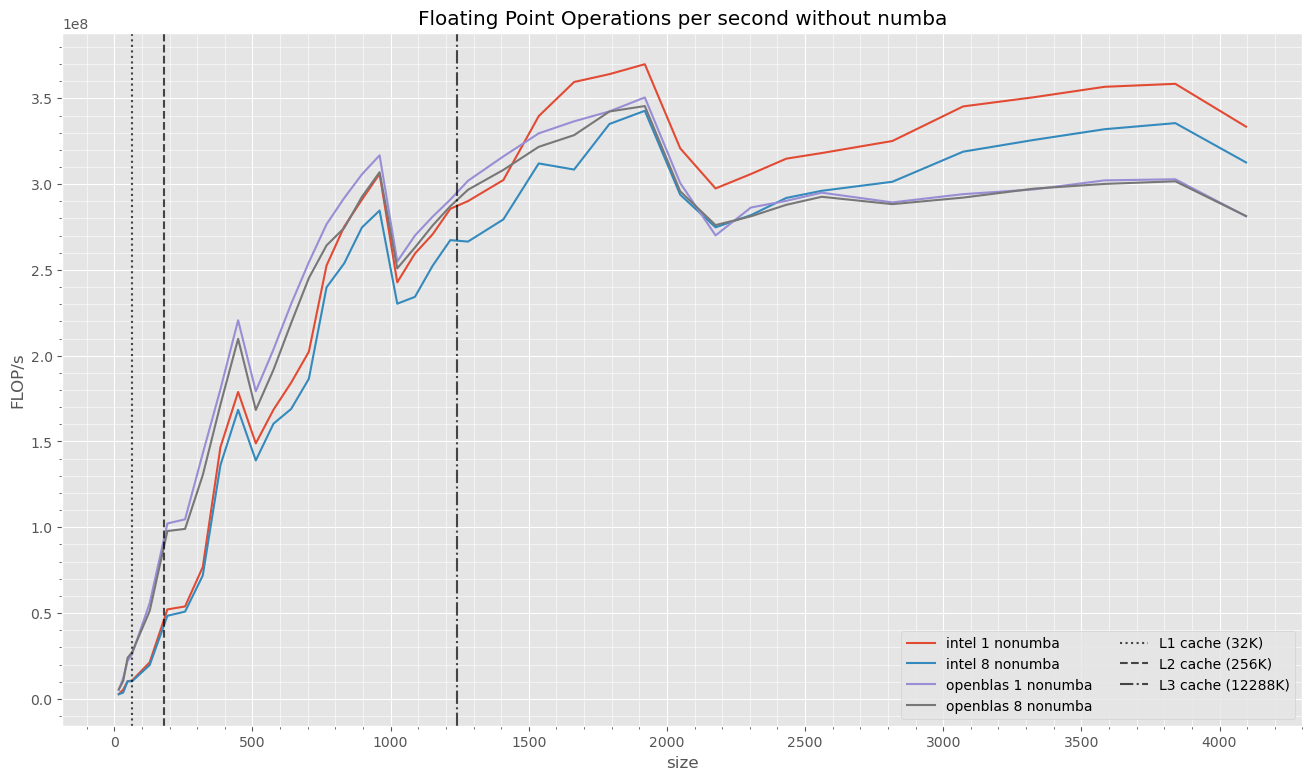 Floating Point Operations per second without numba
1e8
3.5
3.0
2.5
2.0
1.5
1.0
0.5
0.0
FLOP/s
0 500 1000 1500 2000 2500 3000 3500 4000
size
intel 1 nonumba
intel 8 nonumba
openblas 1 nonumba
openblas 8 nonumba
L1 cache (32K)
L2 cache (256K)
L3 cache (12288K)